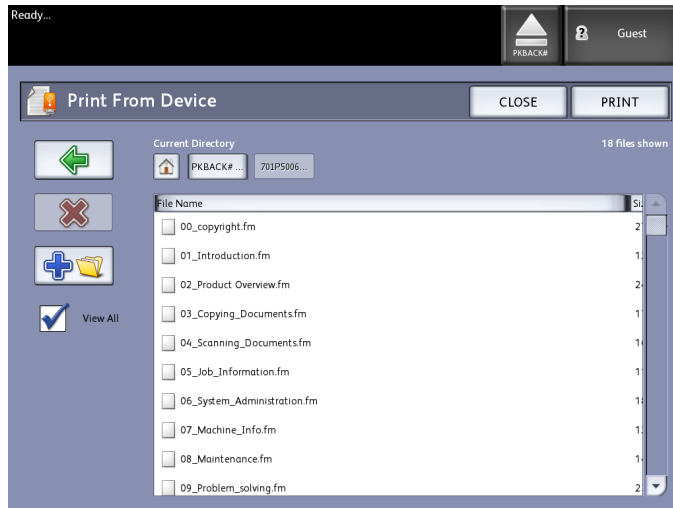 Ready...
PKBACK#
Guest
Print From Device
CLOSE
PRINT
Current Directory
18 files shown
PKBACK# ...
701P5006...
File Name
00_copyright.fm
01_Introduction.fm
02_Product Overview.fm
03_Copying_Documents.fm
04_Scanning_Documents.fm
05_Job_Information.fm
06_System_Administration.fm
07_Machine_Info.fm
08_Maintenance.fm
09_Problem_solving.fm
View All